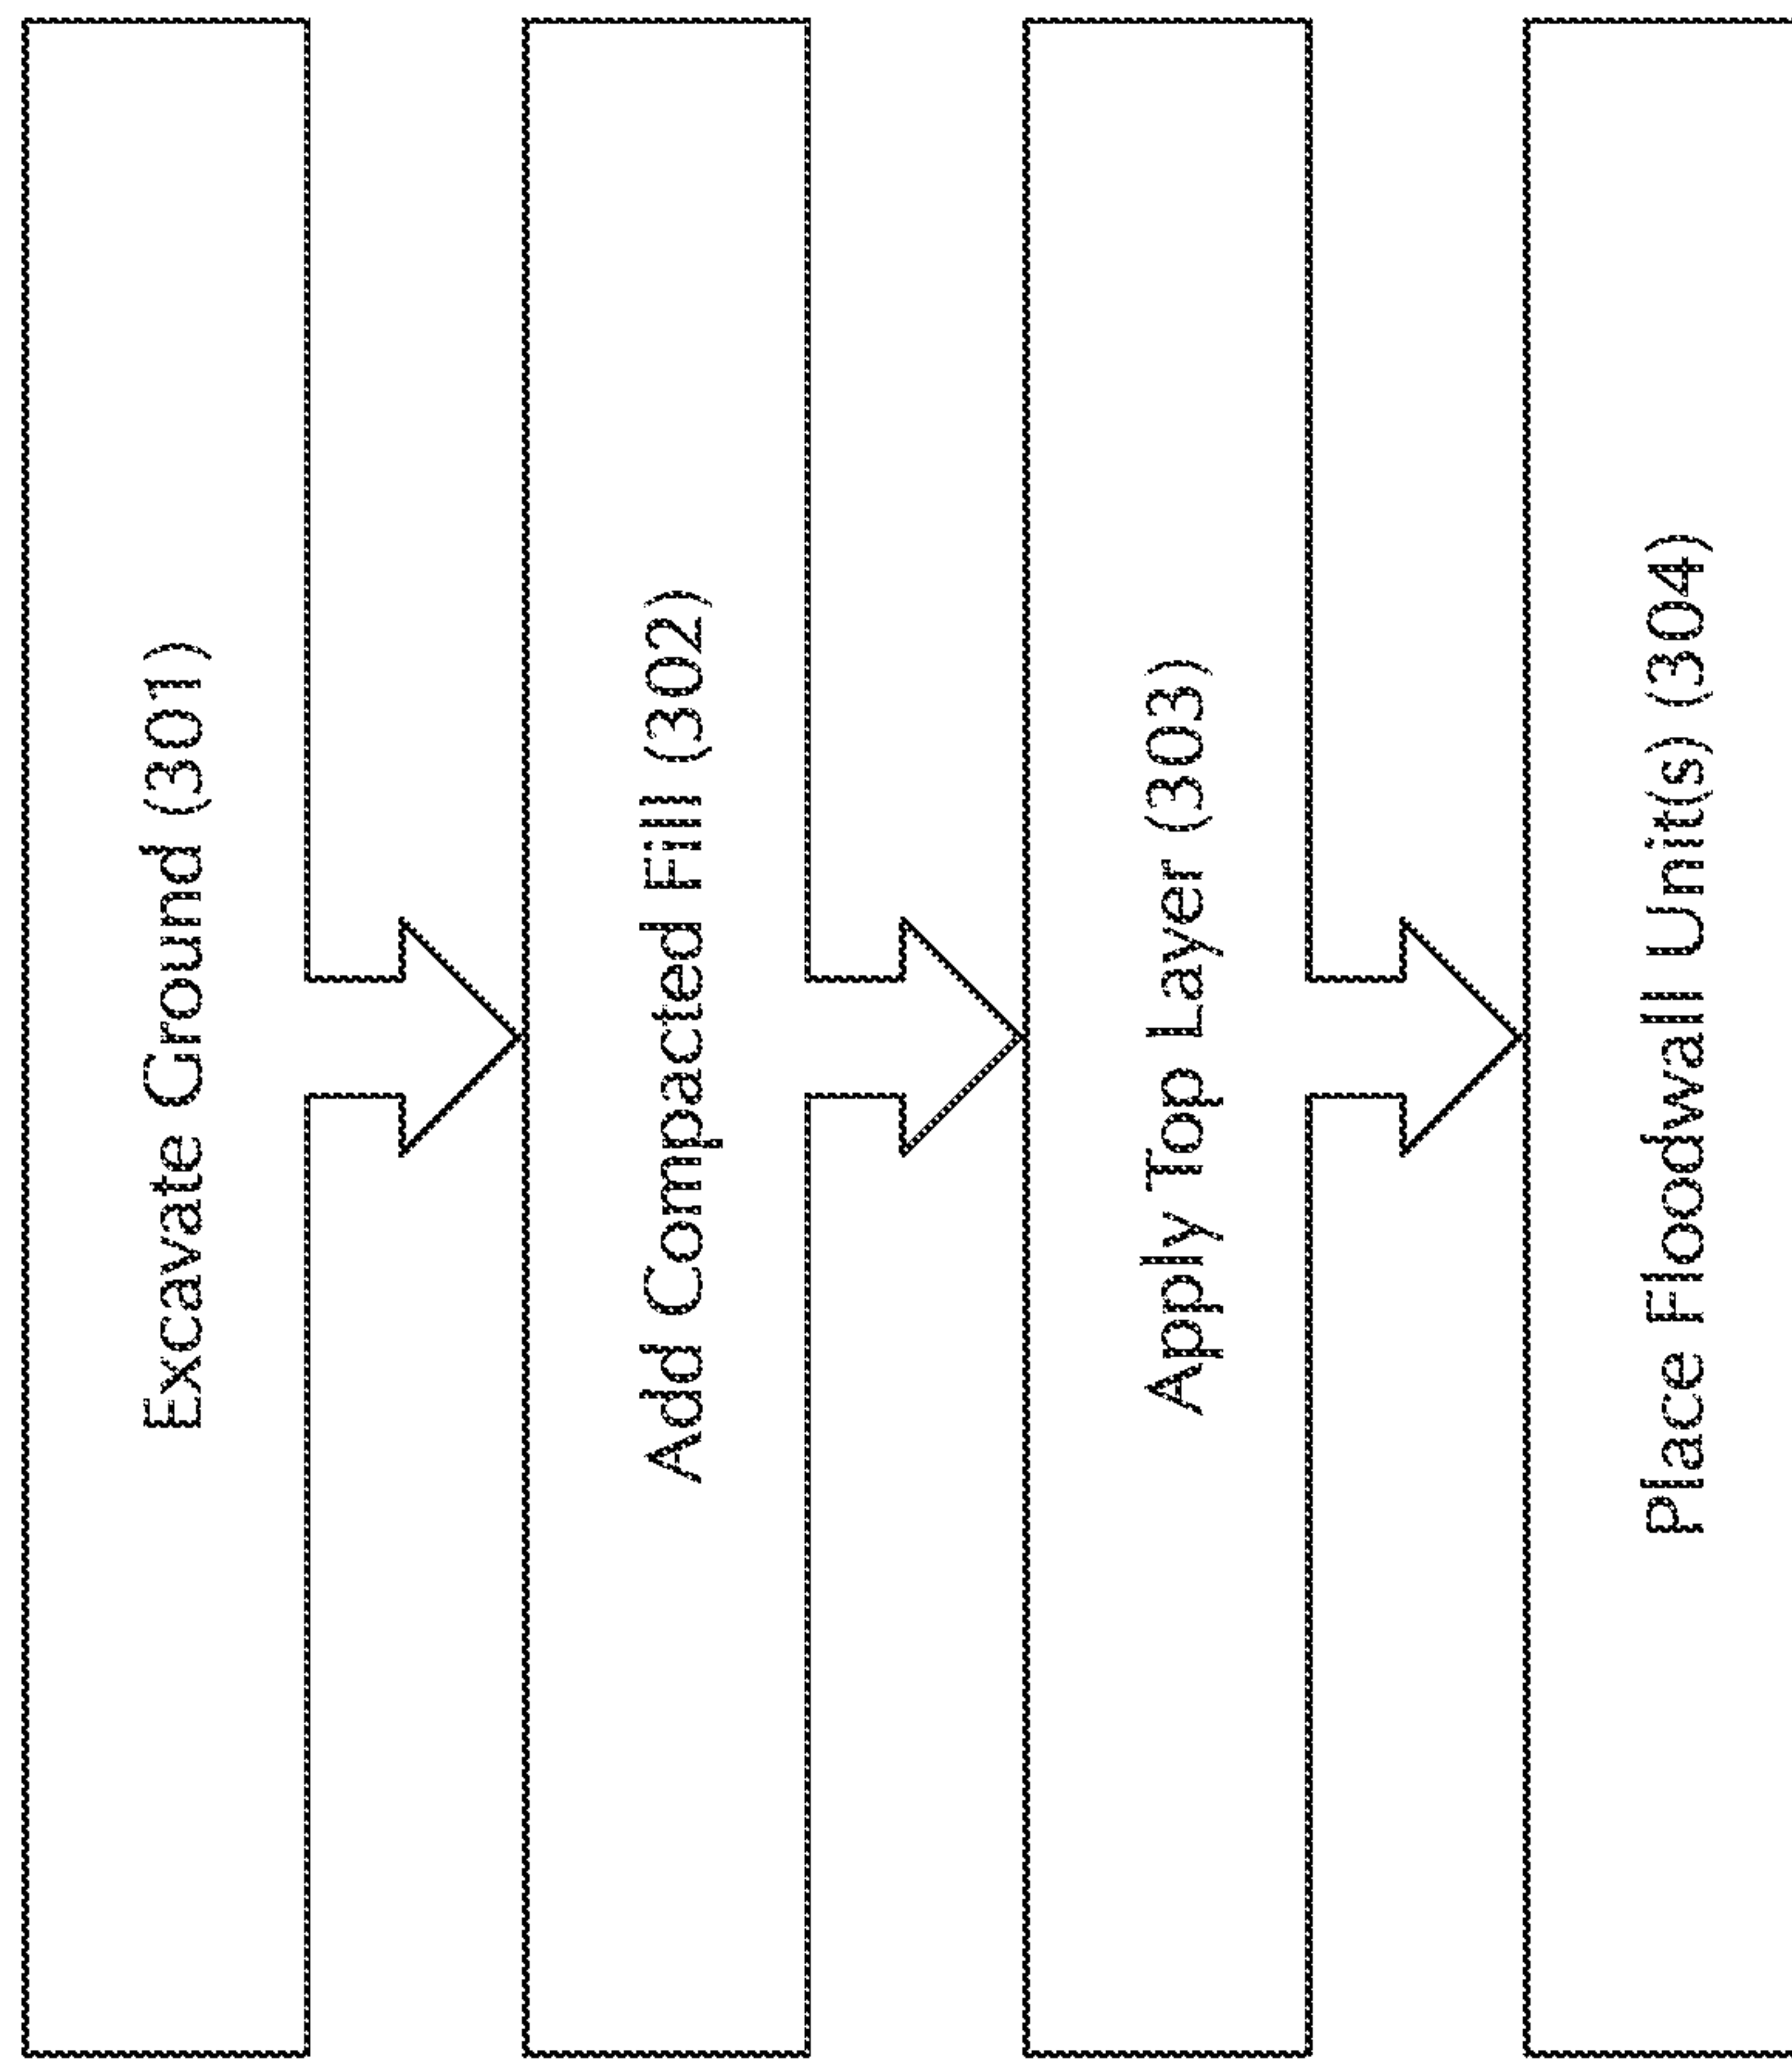 Excavate Ground (301)
Add Compacted Fill (302)
Apply Top Layer (303)
Place Floodwall Unit(s) (304)